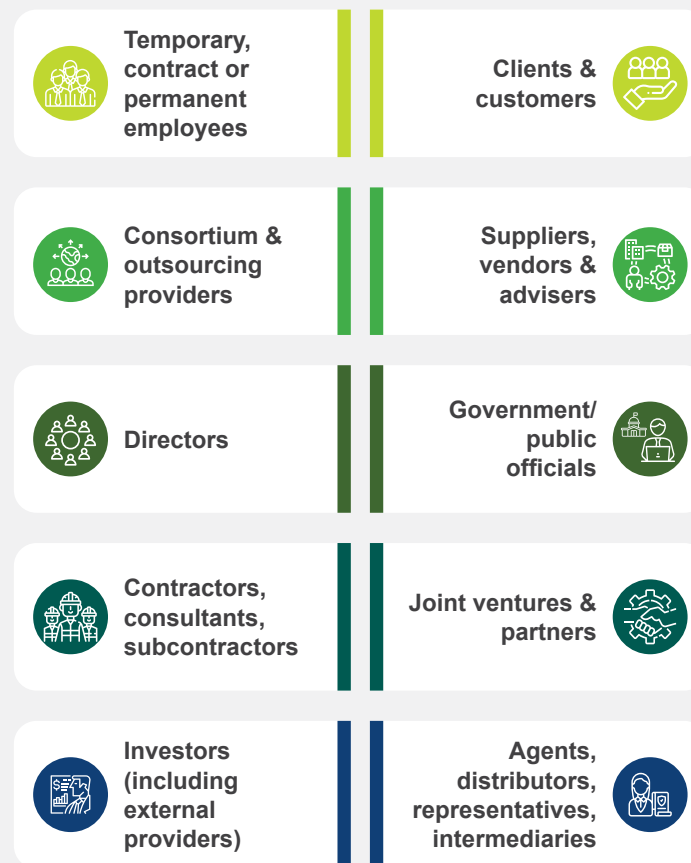 Temporary,
contract or
permanent
employees
Clients &
customers
Consortium &
outsourcing
providers
Suppliers,
vendors &
advisers
Directors
Government/
public
officials
Contractors,
consultants,
subcontractors
Joint ventures &
partners
Investors
(including
external
providers)
Agents,
distributors,
representatives,
intermediaries